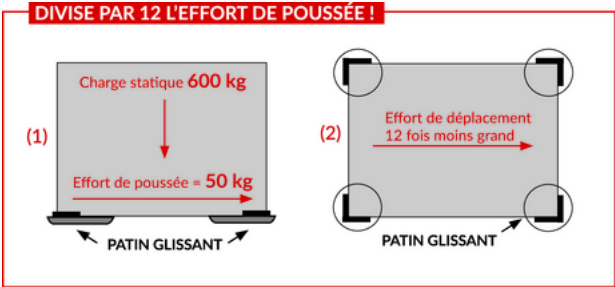 DIVISE PAR 12 L'EFFORT DE POUSSÉE !
Charge statique 600 kg
(1)
Effort de poussée = 50 kg
PATIN GLISSANT
(2)
Effort de déplacement
12 fois moins grand
PATIN GLISSANT